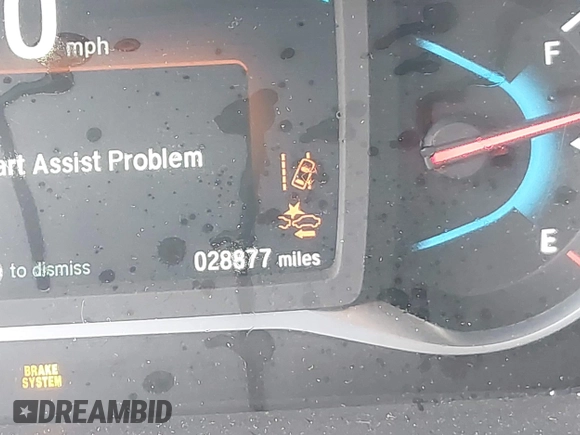 0 mph
art Assist Problem
to dismiss
028877 miles
F
E
BRAKE
SYSTEM
DREAMBID